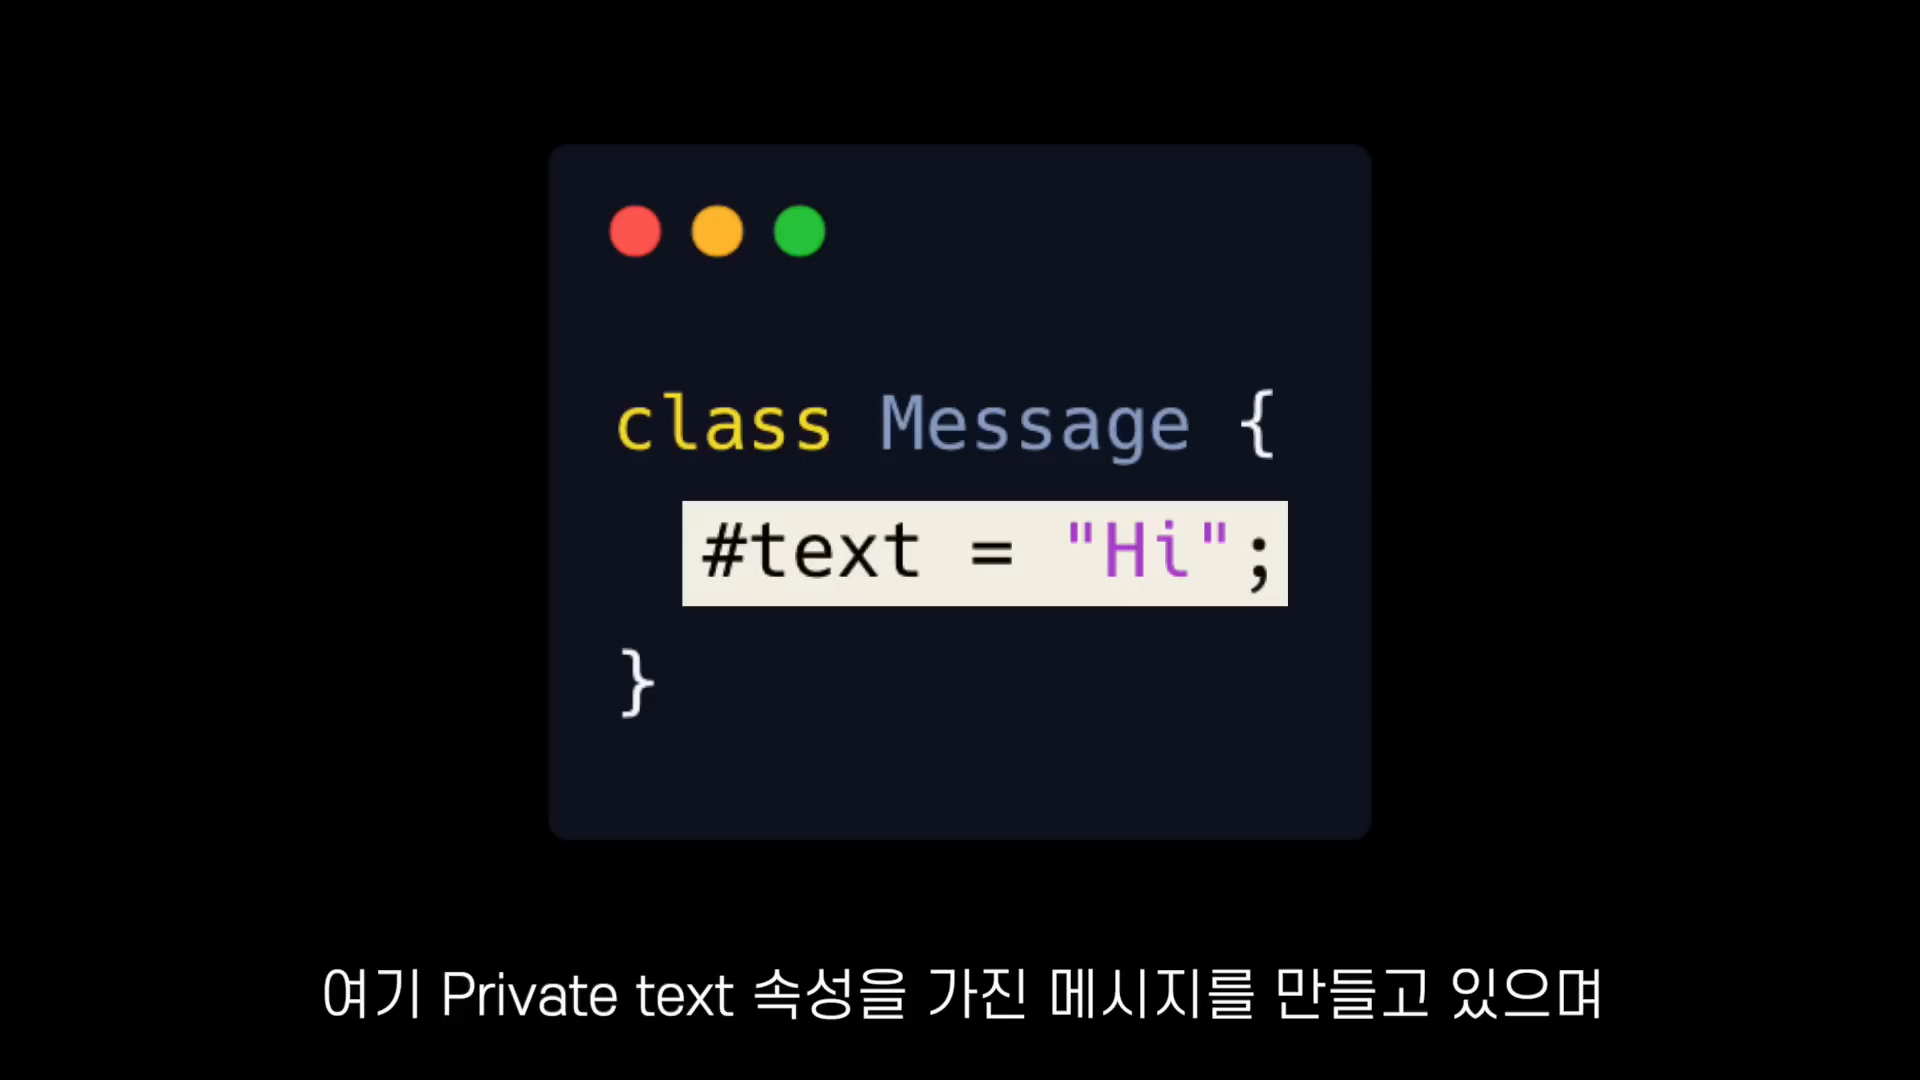 class Message {
#text = "Hi";
}
여기 Private text 속성을 가진 메시지를 만들고 있으며